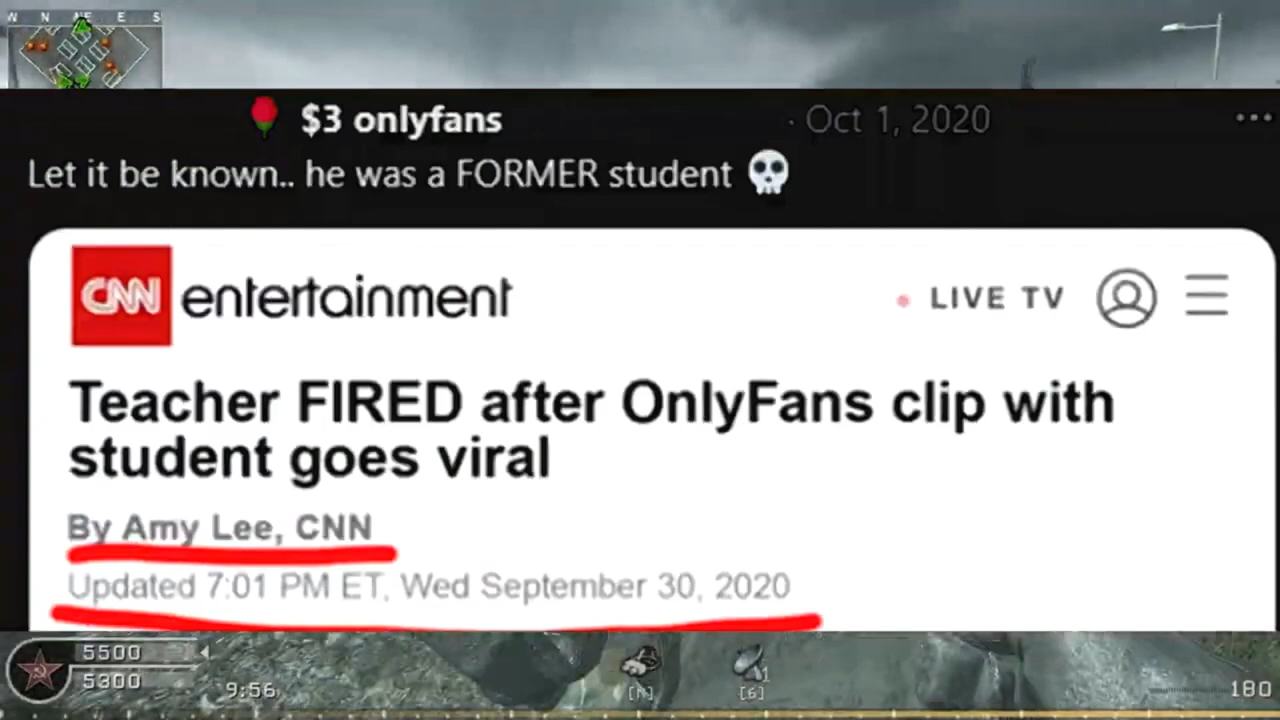 W N NE E S
$3 onlyfans · Oct 1, 2020 ...
Let it be known.. he was a FORMER student
CNN entertainment LIVE TV
Teacher FIRED after OnlyFans clip with
student goes viral
By Amy Lee, CNN
Updated 7:01 PM ET, Wed September 30, 2020
5500
5300
9:56
1
[N] [6]
180